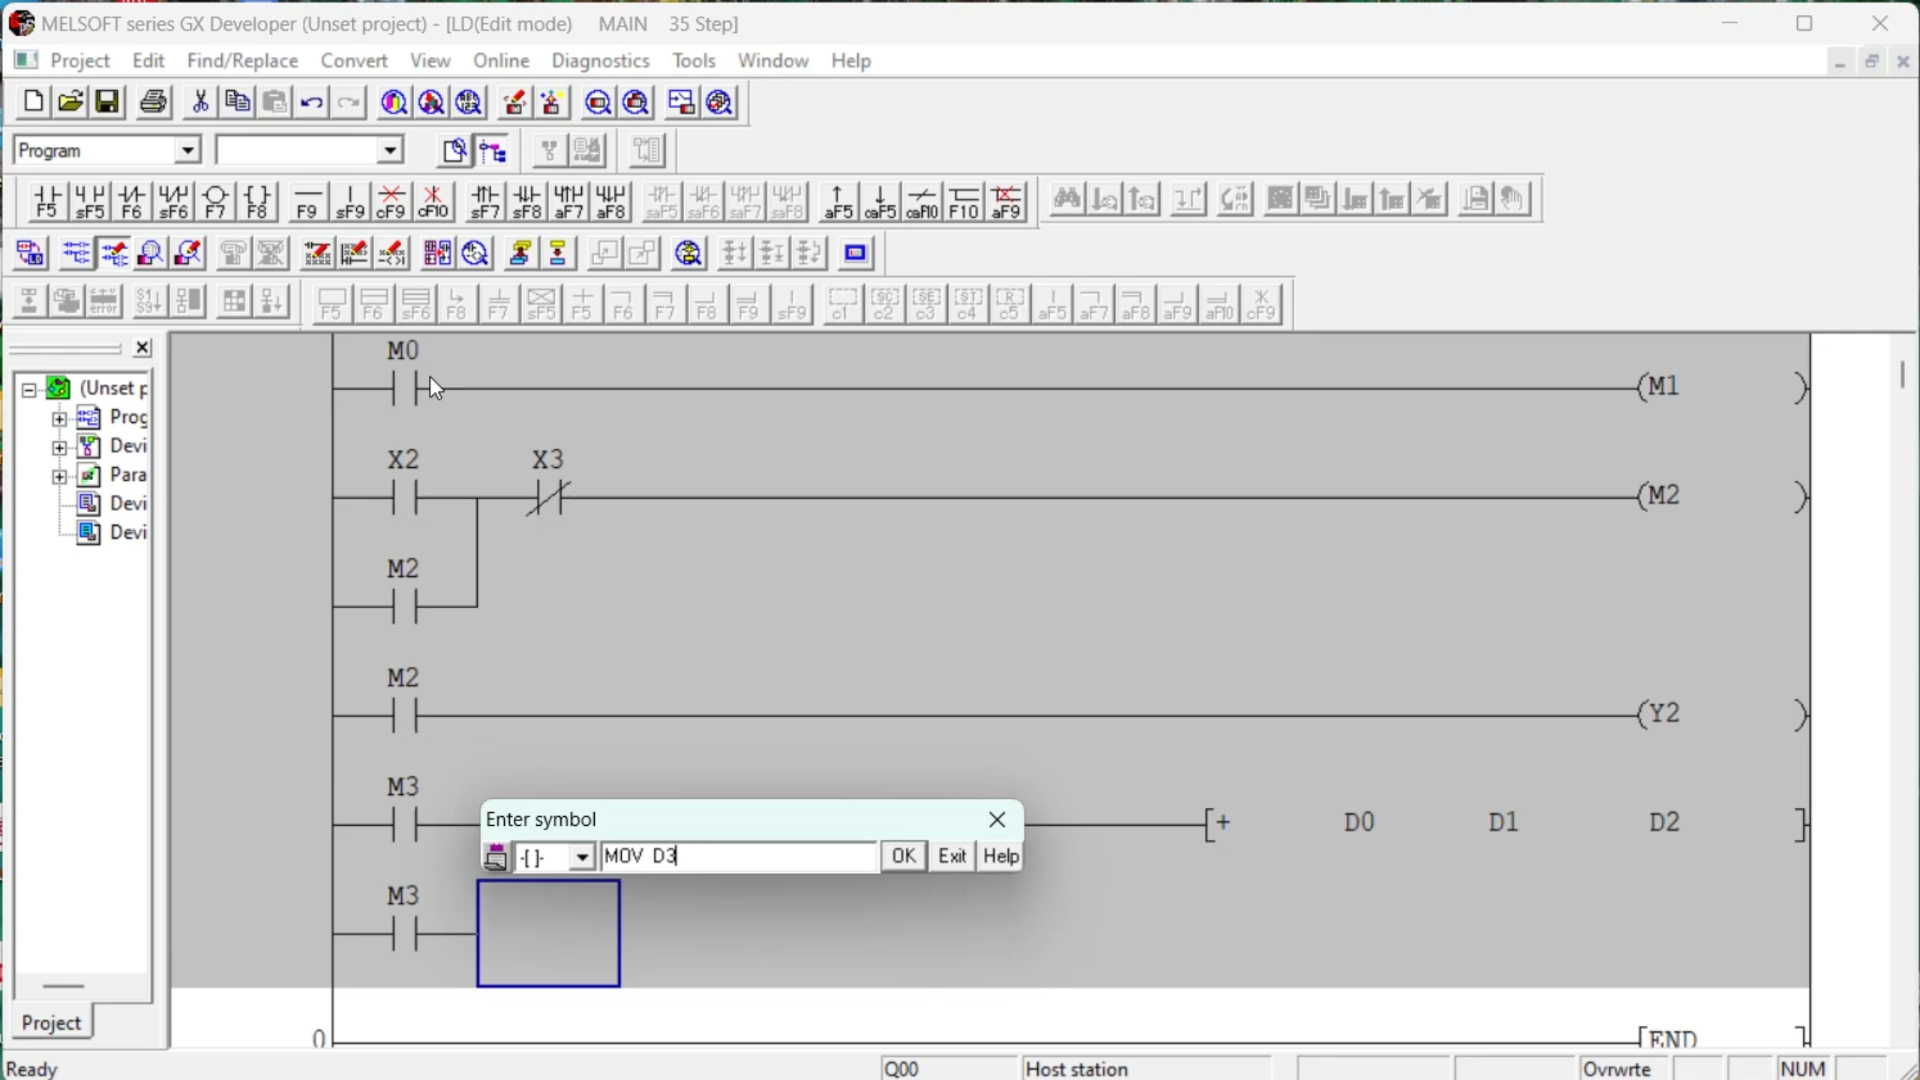 MELSOFT series GX Developer (Unset project) - [LD(Edit mode)   MAIN   35 Step]
Project Edit Find/Replace Convert View Online Diagnostics Tools Window Help
Program
F5 sF5 F6 sF6 F7 F8 F9 sF9 cF9 cF10 sF7 sF8 aF7 aF8 saF5 saF6 saF7 saF8 aF5 caF5 caF10 F10 aF9
error
F5 F6 sF6 F8 F7 sF5 F5 F6 F7 F8 F9 sF9 c1 c2 c3 c4 c5 aF5 aF7 aF8 aF9 aF10 cF9
(Unset p
Prog
Devi
Para
Devi
Devi
Project
M0
(M1 )
X2 X3
(M2 )
M2
M2
(Y2 )
M3
[+ D0 D1 D2 ]
Enter symbol
-[ ]- MOV D3 OK Exit Help
M3
0 [END ]
Ready Q00 Host station Ovrwrte NUM